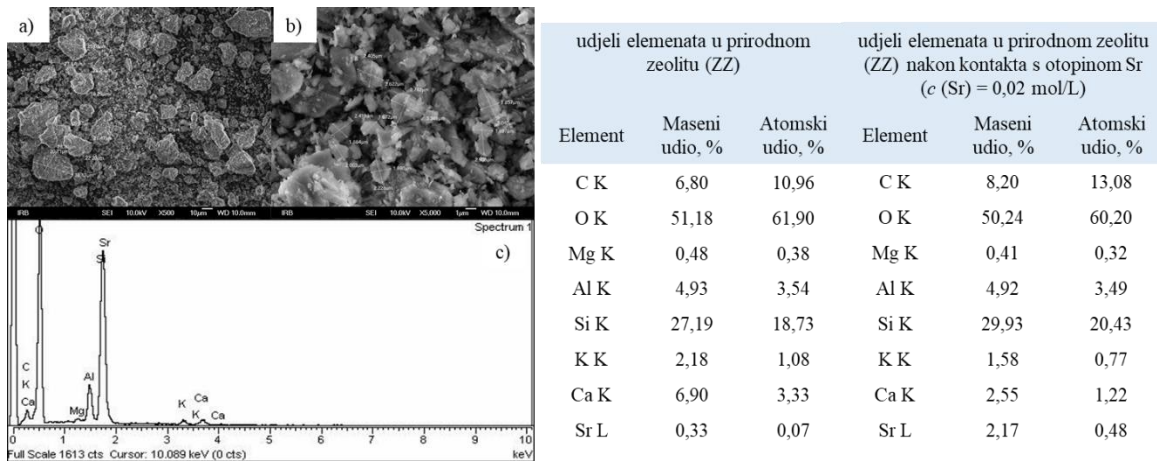 a)
b)
IRB SEI 10.0kV X500 10µm WD 10.0mm
IRB SEI 10.0kV X5,000 1µm WD 10.0mm
Spectrum 1
c)
O
Sr
C
K
Ca
Mg
Al
K
Ca
K
Ca
0 1 2 3 4 5 6 7 8 9 10
Full Scale 1613 cts Cursor: 10.089 keV (0 cts) keV
udjeli elemenata u prirodnom
zeolitu (ZZ)
udjeli elemenata u prirodnom zeolitu
(ZZ) nakon kontakta s otopinom Sr
(c (Sr) = 0,02 mol/L)
Element Maseni udio, % Atomski udio, % Element Maseni udio, % Atomski udio, %
C K 6,80 10,96 C K 8,20 13,08
O K 51,18 61,90 O K 50,24 60,20
Mg K 0,48 0,38 Mg K 0,41 0,32
Al K 4,93 3,54 Al K 4,92 3,49
Si K 27,19 18,73 Si K 29,93 20,43
K K 2,18 1,08 K K 1,58 0,77
Ca K 6,90 3,33 Ca K 2,55 1,22
Sr L 0,33 0,07 Sr L 2,17 0,48